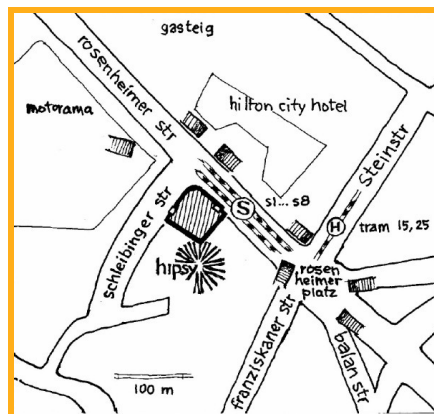 gasteig
rosenheimer str
motorama
hilton city hotel
Steinstr
s1... s8
S
H
tram 15, 25
schleibinger str
hipsy
rosen
heimer
platz
franziskaner str
balan str
100 m